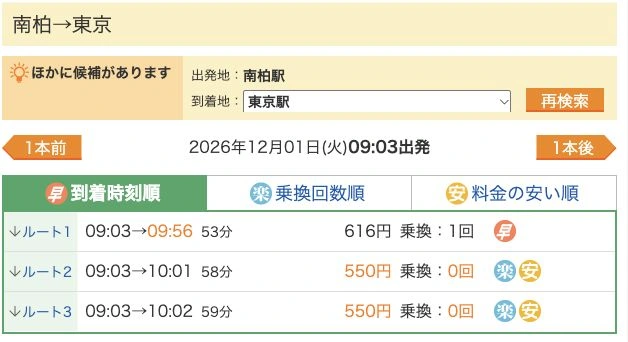 南柏→東京
ほかに候補があります
出発地：南柏駅
到着地：東京駅
再検索
1本前
2026年12月01日(火)09:03出発
1本後
早 到着時刻順
楽 乗換回数順
安 料金の安い順
↓ルート1 09:03→09:56 53分 616円 乗換：1回 早
↓ルート2 09:03→10:01 58分 550円 乗換：0回 楽 安
↓ルート3 09:03→10:02 59分 550円 乗換：0回 楽 安